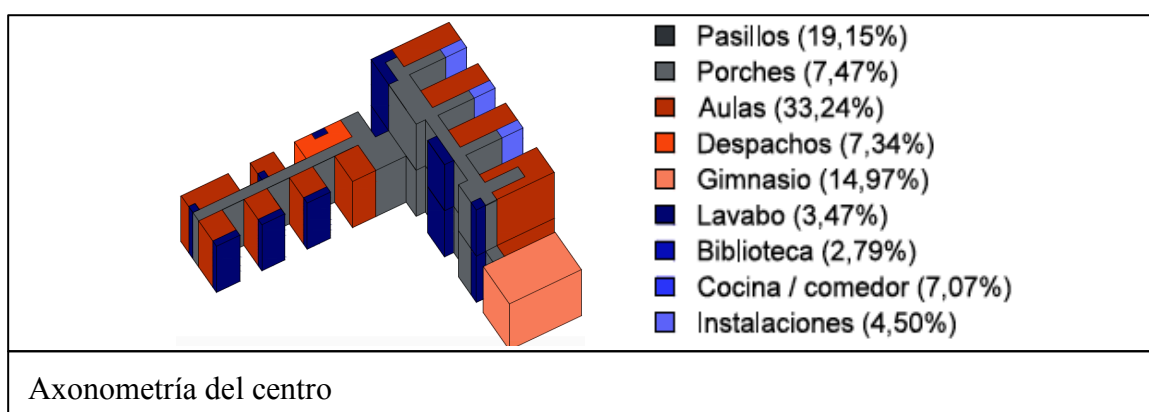 Pasillos (19,15%)
Porches (7,47%)
Aulas (33,24%)
Despachos (7,34%)
Gimnasio (14,97%)
Lavabo (3,47%)
Biblioteca (2,79%)
Cocina / comedor (7,07%)
Instalaciones (4,50%)
Axonometría del centro